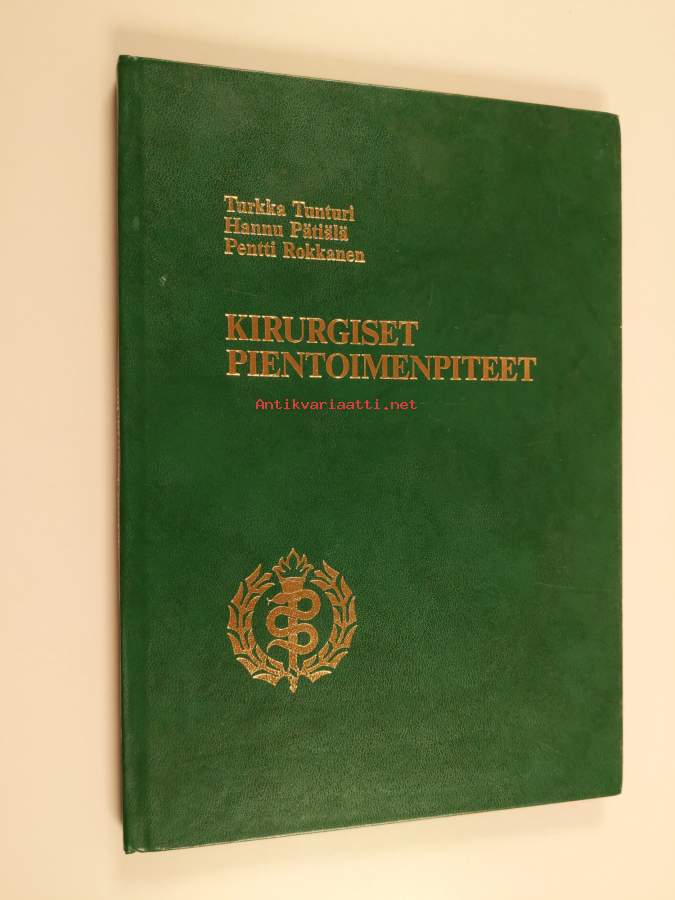 Turkka Tunturi
Hannu Pätiälä
Pentti Rokkanen
KIRURGISET
PIENTOIMENPITEET
Antikvariaatti.net